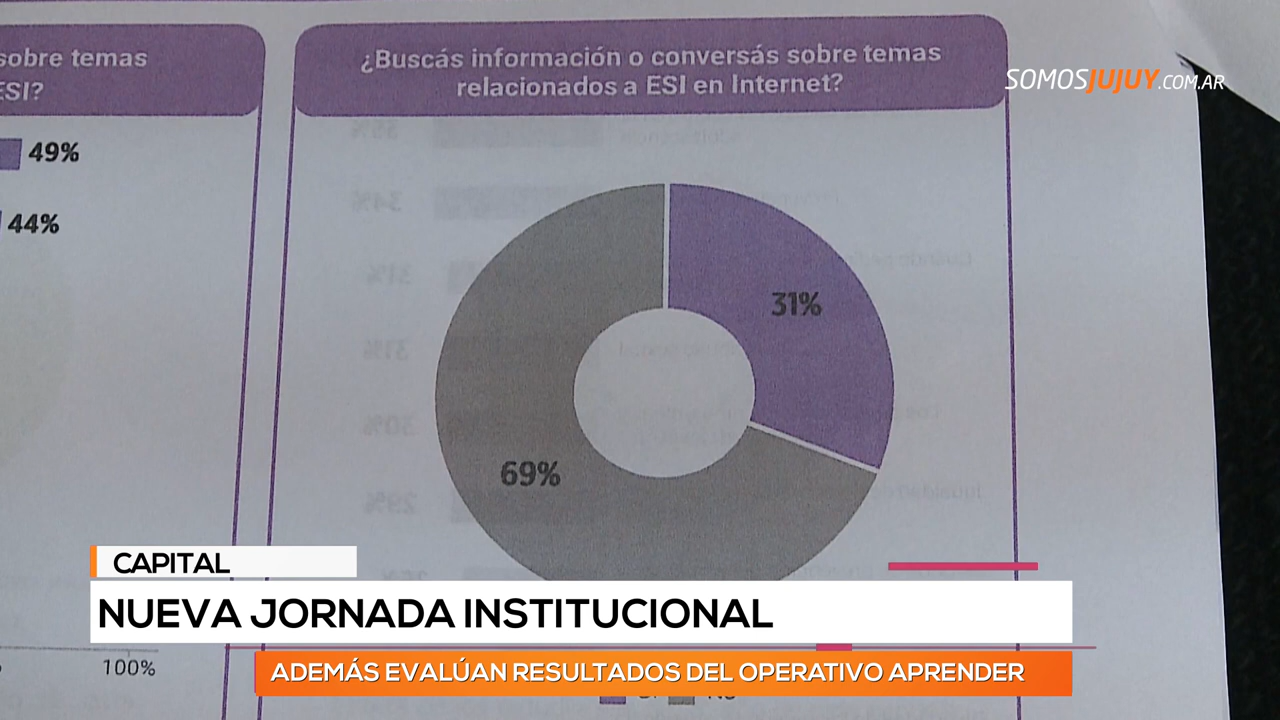 sobre temas
ESI?
49%
44%
100%
¿Buscás información o conversás sobre temas
relacionados a ESI en Internet?
31%
69%
SOMOSJUJUY.COM.AR
CAPITAL
NUEVA JORNADA INSTITUCIONAL
ADEMÁS EVALÚAN RESULTADOS DEL OPERATIVO APRENDER